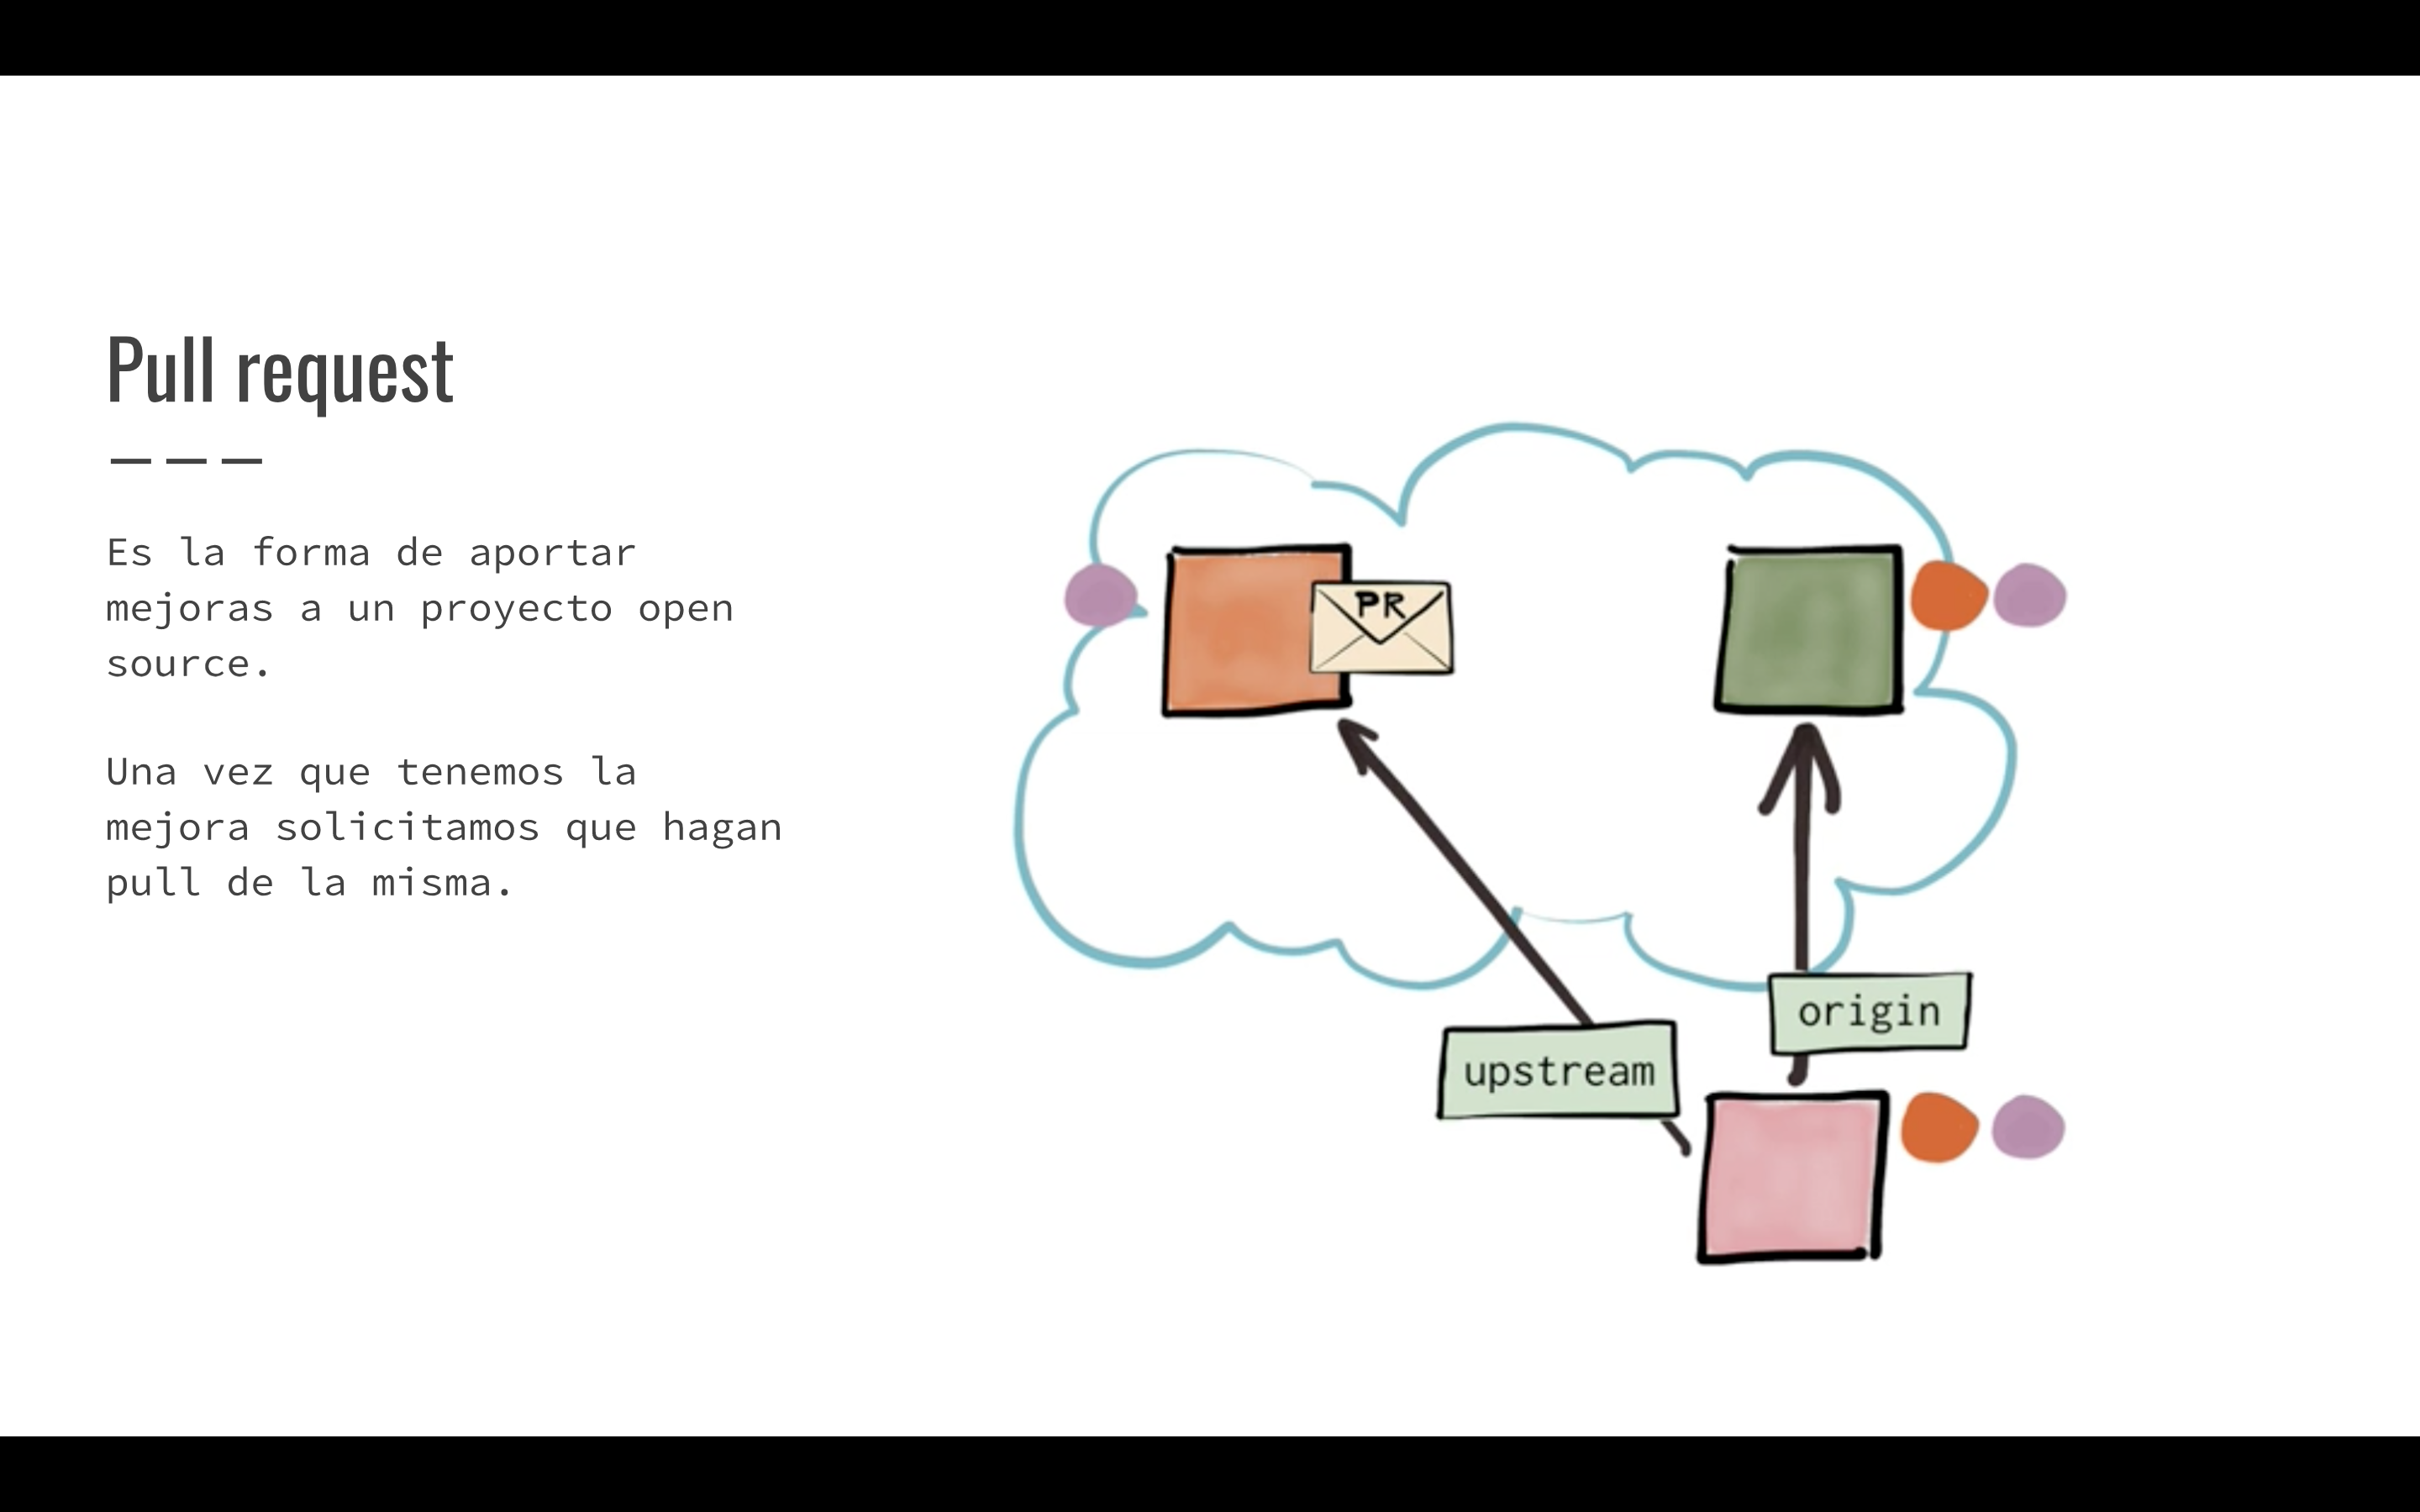 Pull request
Es la forma de aportar
mejoras a un proyecto open
source.
Una vez que tenemos la
mejora solicitamos que hagan
pull de la misma.
PR
origin
upstream